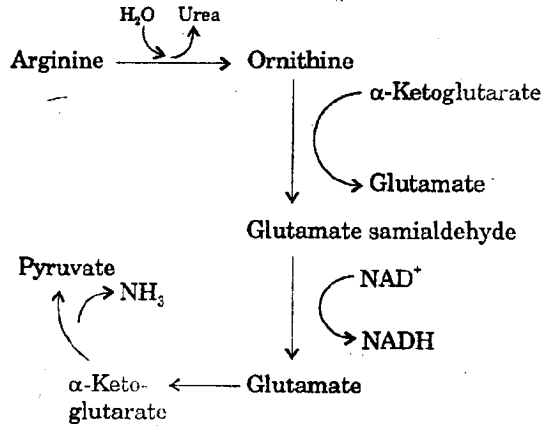 H₂O Urea
Arginine Ornithine
α-Ketoglutarate
Glutamate
Glutamate samialdehyde
Pyruvate
NH₃
NAD⁺
NADH
α-Keto-
glutarate
Glutamate